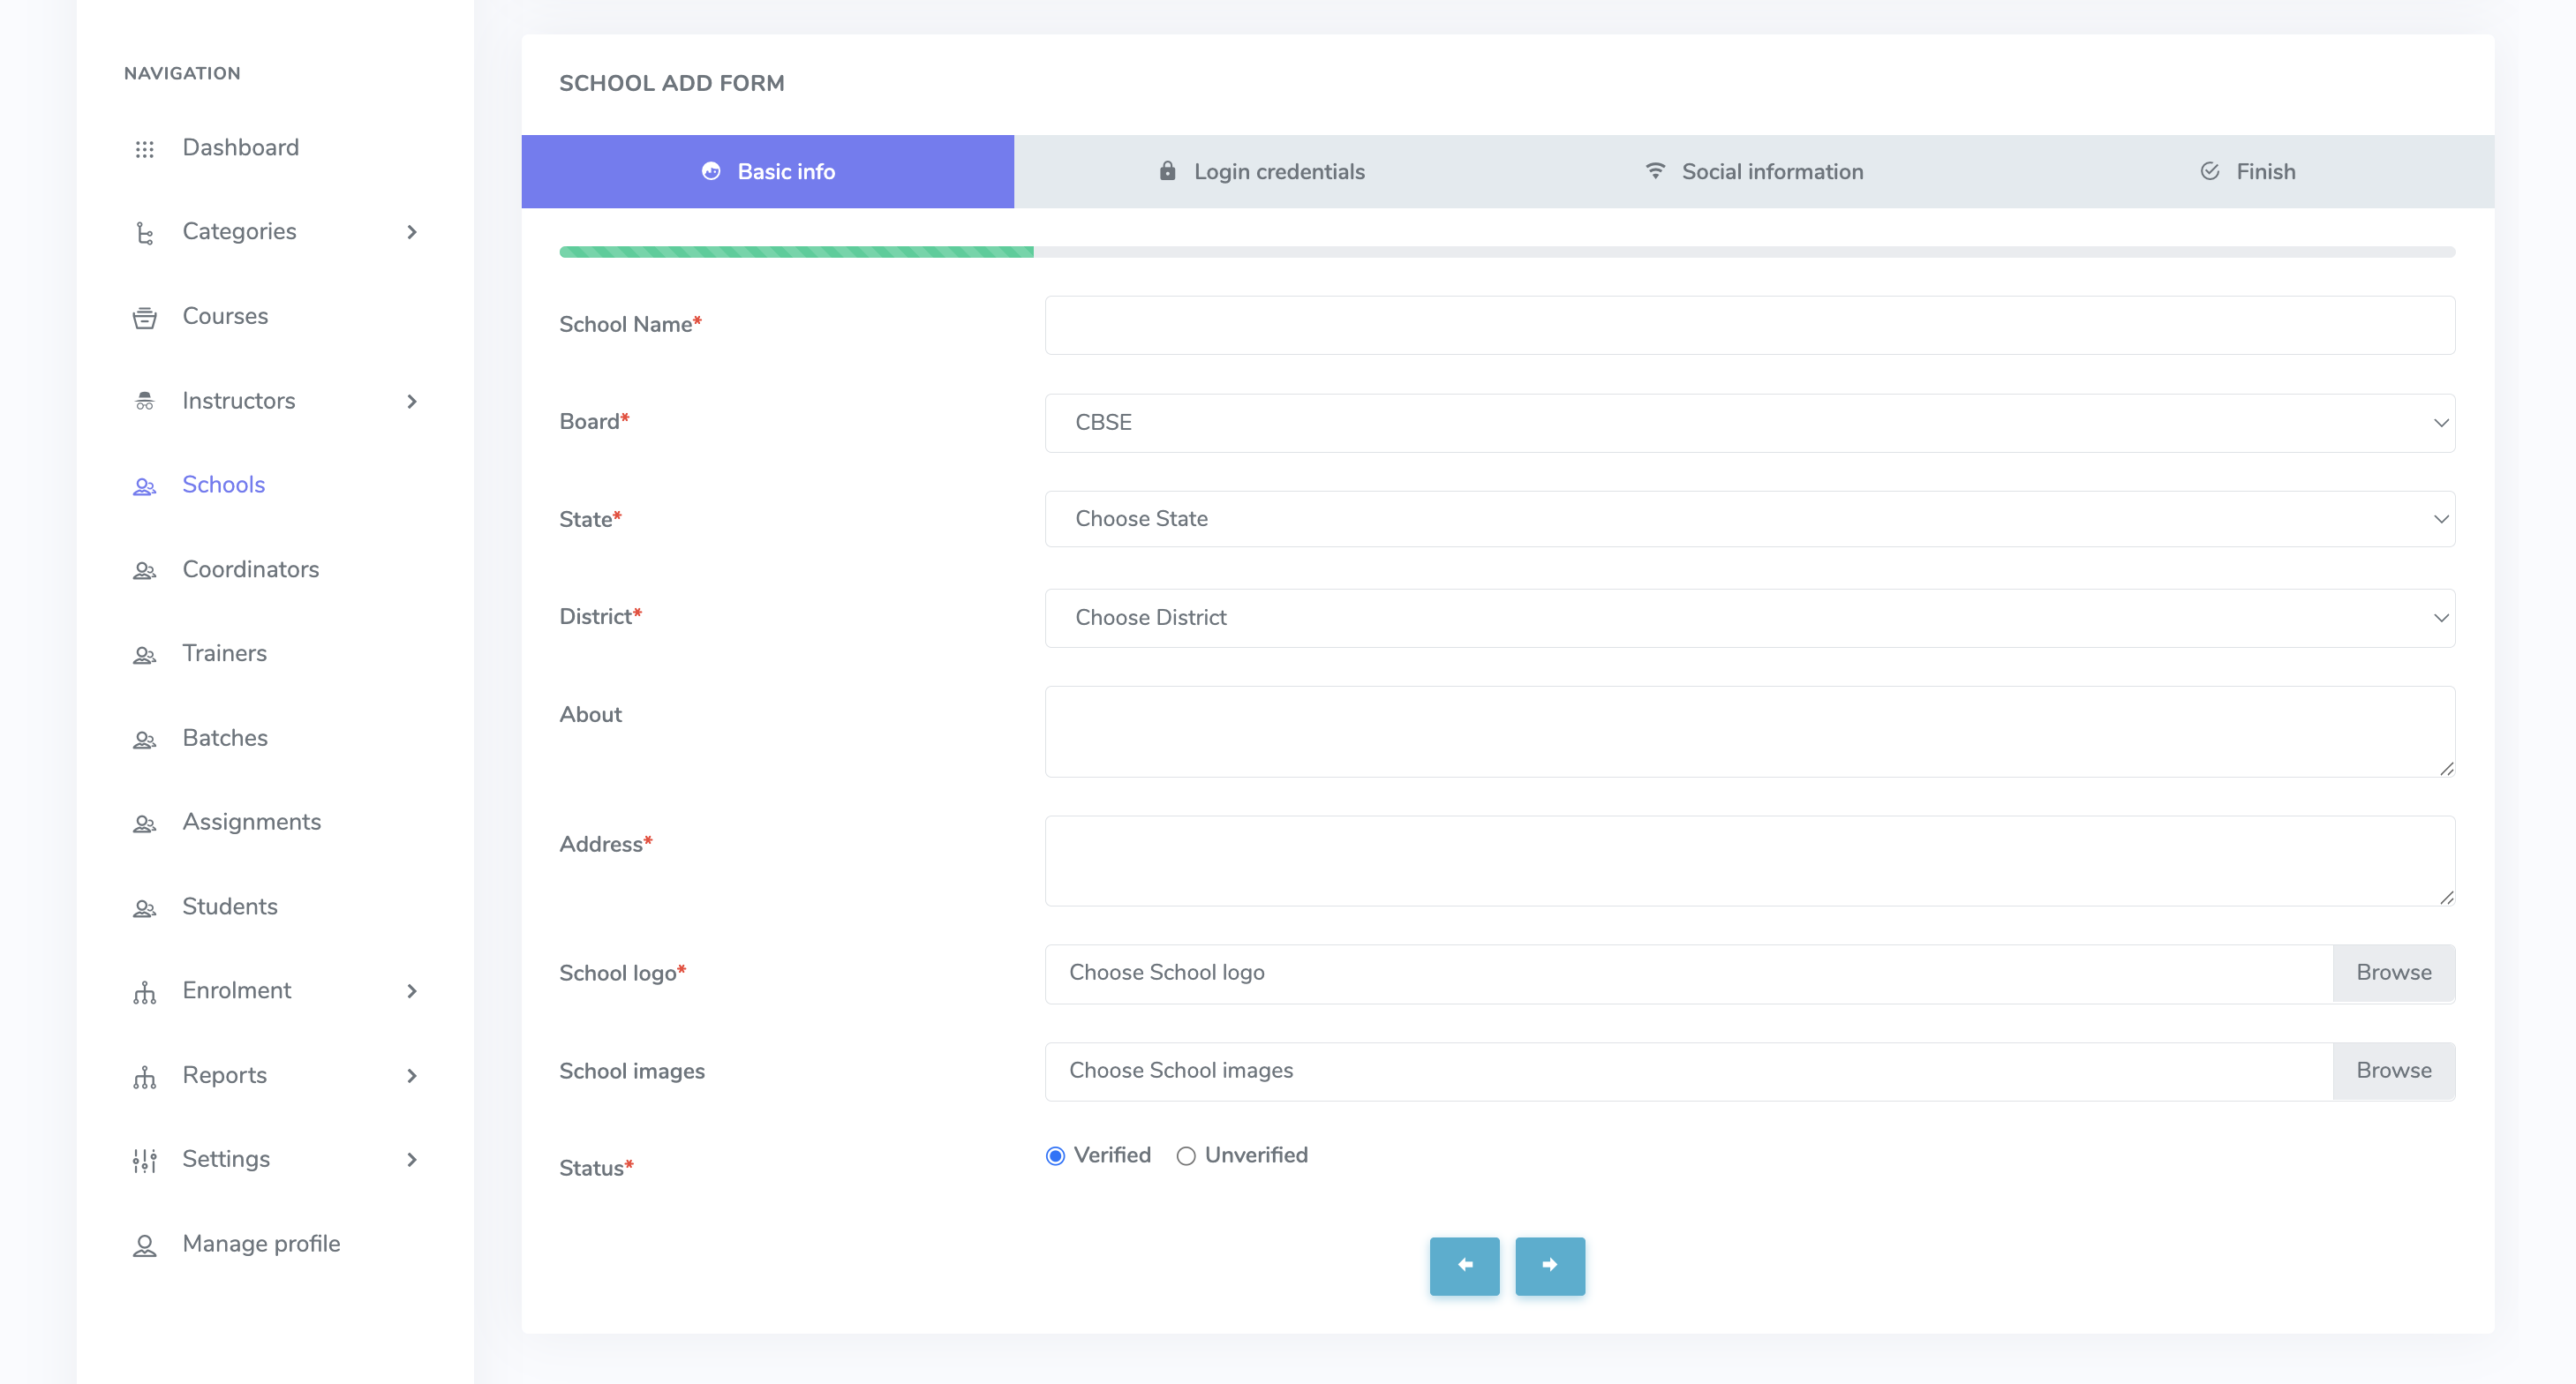 NAVIGATION
Dashboard
Categories
Courses
Instructors
Schools
Coordinators
Trainers
Batches
Assignments
Students
Enrolment
Reports
Settings
Manage profile
SCHOOL ADD FORM
Basic info
Login credentials
Social information
Finish
School Name*
Board*
CBSE
State*
Choose State
District*
Choose District
About
Address*
School logo*
Choose School logo
Browse
School images
Choose School images
Browse
Status*
Verified
Unverified